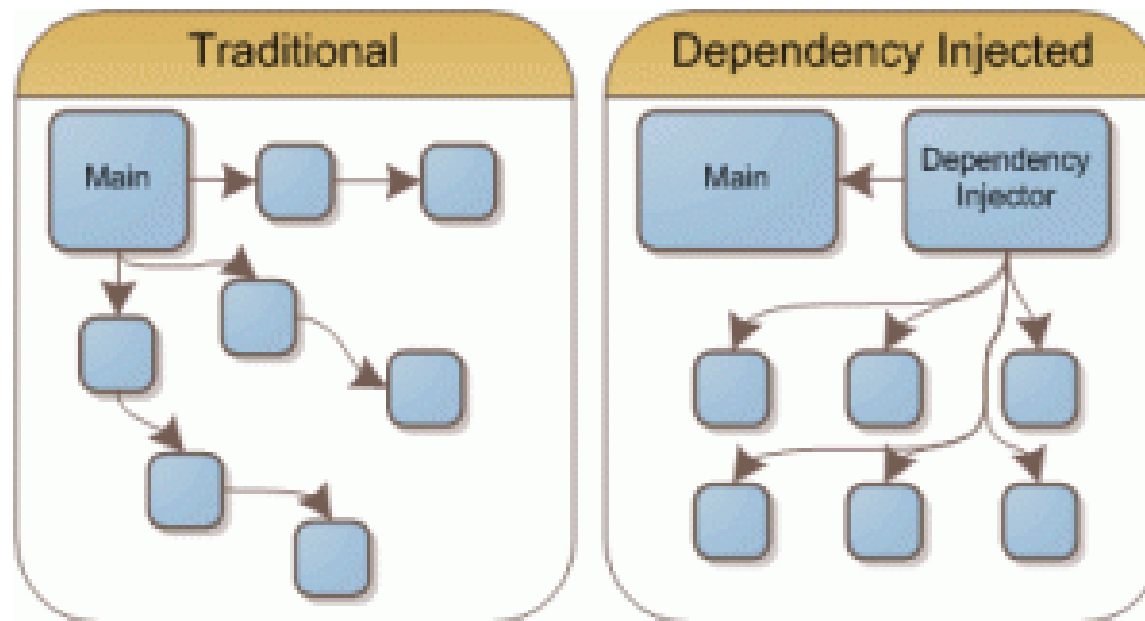 Traditional
Main
Dependency Injected
Main
Dependency
Injector